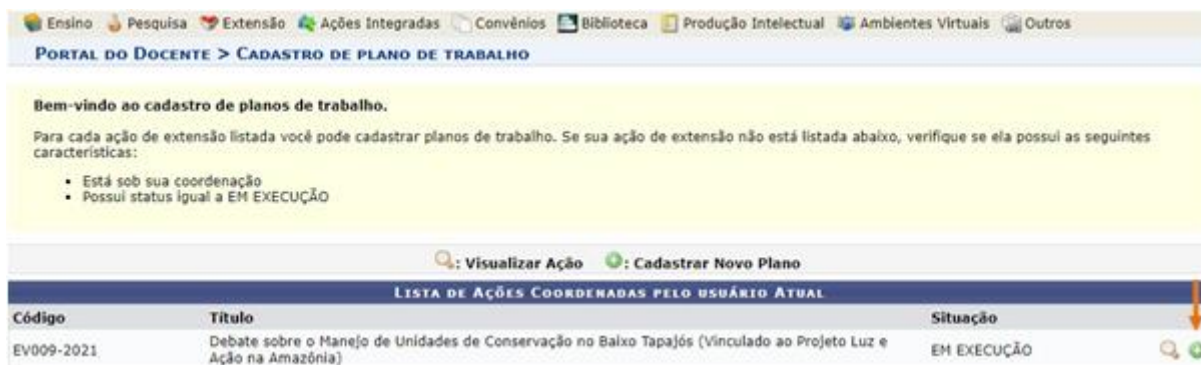 Ensino Pesquisa Extensão Ações Integradas Convênios Biblioteca Produção Intelectual Ambientes Virtuais Outros
PORTAL DO DOCENTE > CADASTRO DE PLANO DE TRABALHO
Bem-vindo ao cadastro de planos de trabalho.
Para cada ação de extensão listada você pode cadastrar planos de trabalho. Se sua ação de extensão não está listada abaixo, verifique se ela possui as seguintes
características:
• Está sob sua coordenação
• Possui status igual a EM EXECUÇÃO
: Visualizar Ação : Cadastrar Novo Plano
LISTA DE AÇÕES COORDENADAS PELO USUÁRIO ATUAL
Código Título Situação
EV009-2021 Debate sobre o Manejo de Unidades de Conservação no Baixo Tapajós (Vinculado ao Projeto Luz e EM EXECUÇÃO
Ação na Amazônia)